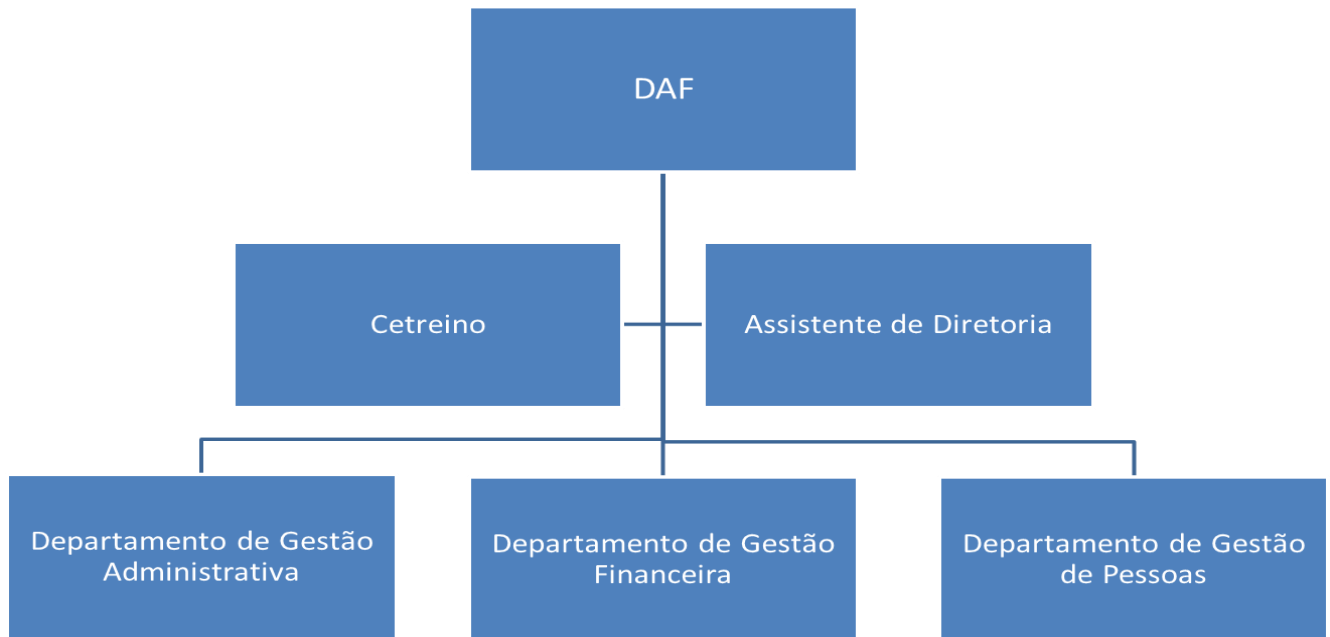 DAF
Cetreino
Assistente de Diretoria
Departamento de Gestão
Administrativa
Departamento de Gestão
Financeira
Departamento de Gestão
de Pessoas